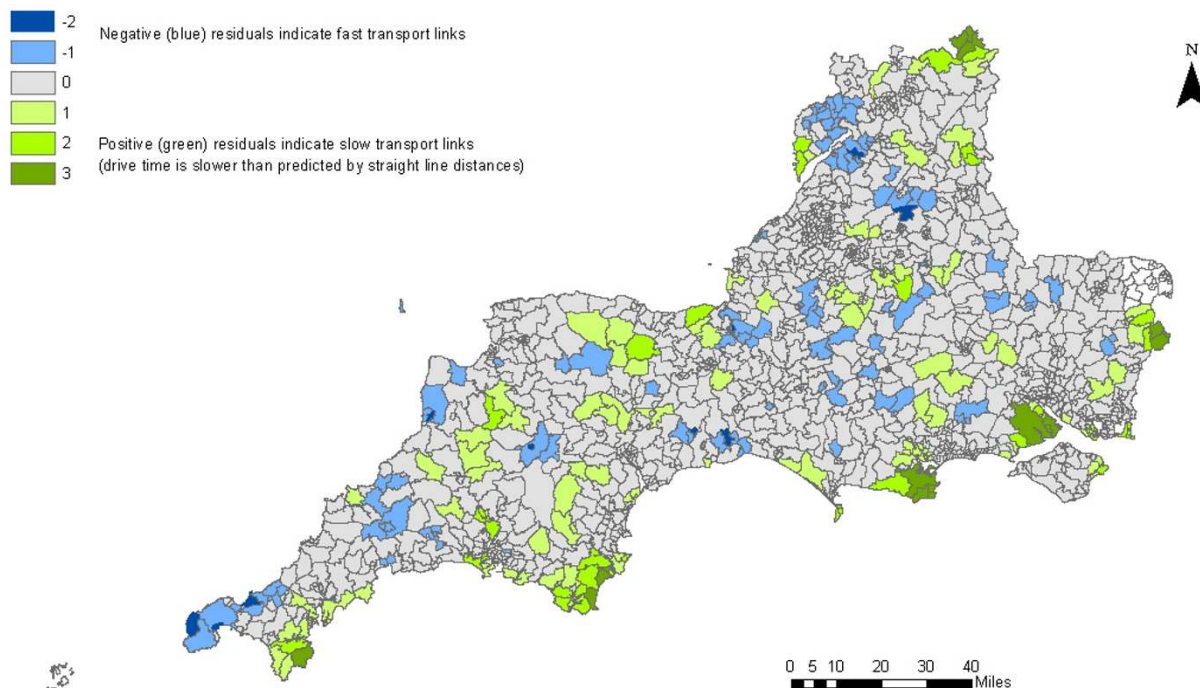 -2
Negative (blue) residuals indicate fast transport links
-1
0
1
2
Positive (green) residuals indicate slow transport links
(drive time is slower than predicted by straight line distances)
3
N
0 5 10 20 30 40
Miles